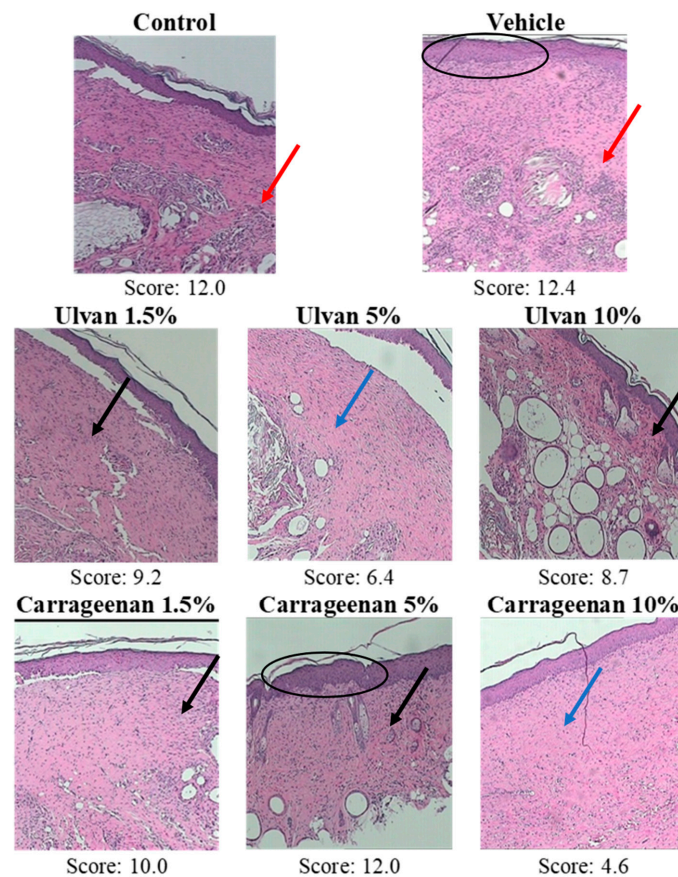 Control
Vehicle
Score: 12.0
Score: 12.4
Ulvan 1.5%
Ulvan 5%
Ulvan 10%
Score: 9.2
Score: 6.4
Score: 8.7
Carrageenan 1.5%
Carrageenan 5%
Carrageenan 10%
Score: 10.0
Score: 12.0
Score: 4.6